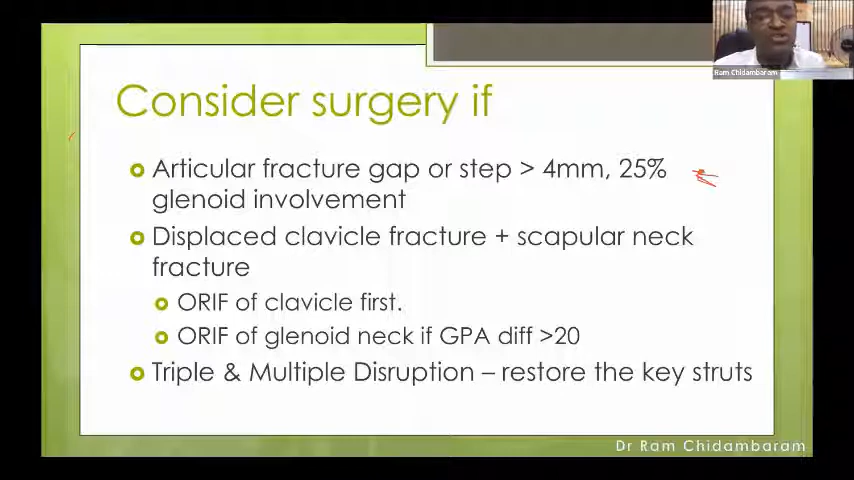 Ram Chidambaram
Consider surgery if
Articular fracture gap or step > 4mm, 25%
glenoid involvement
Displaced clavicle fracture + scapular neck
fracture
ORIF of clavicle first.
ORIF of glenoid neck if GPA diff >20
Triple & Multiple Disruption – restore the key struts
Dr Ram Chidambaram